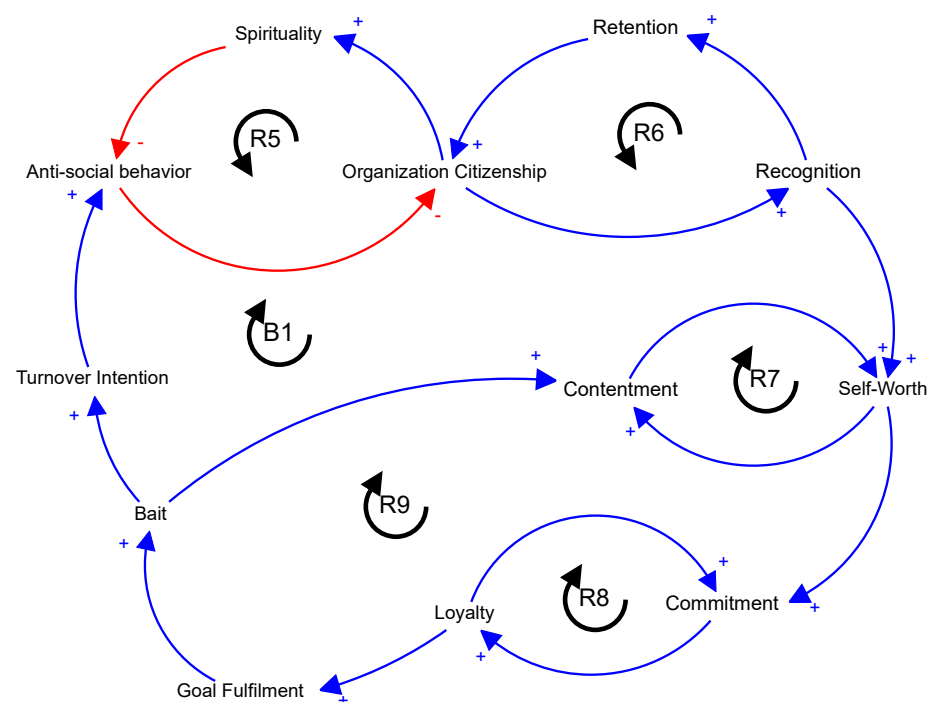 Spirituality
+
Retention
+
R5
-
R6
+
Anti-social behavior
Organization Citizenship
Recognition
+
-
+
B1
+
+
+
Turnover Intention
Contentment
R7
Self-Worth
+
+
R9
Bait
+
+
R8
Loyalty
Commitment
+
+
Goal Fulfilment
+